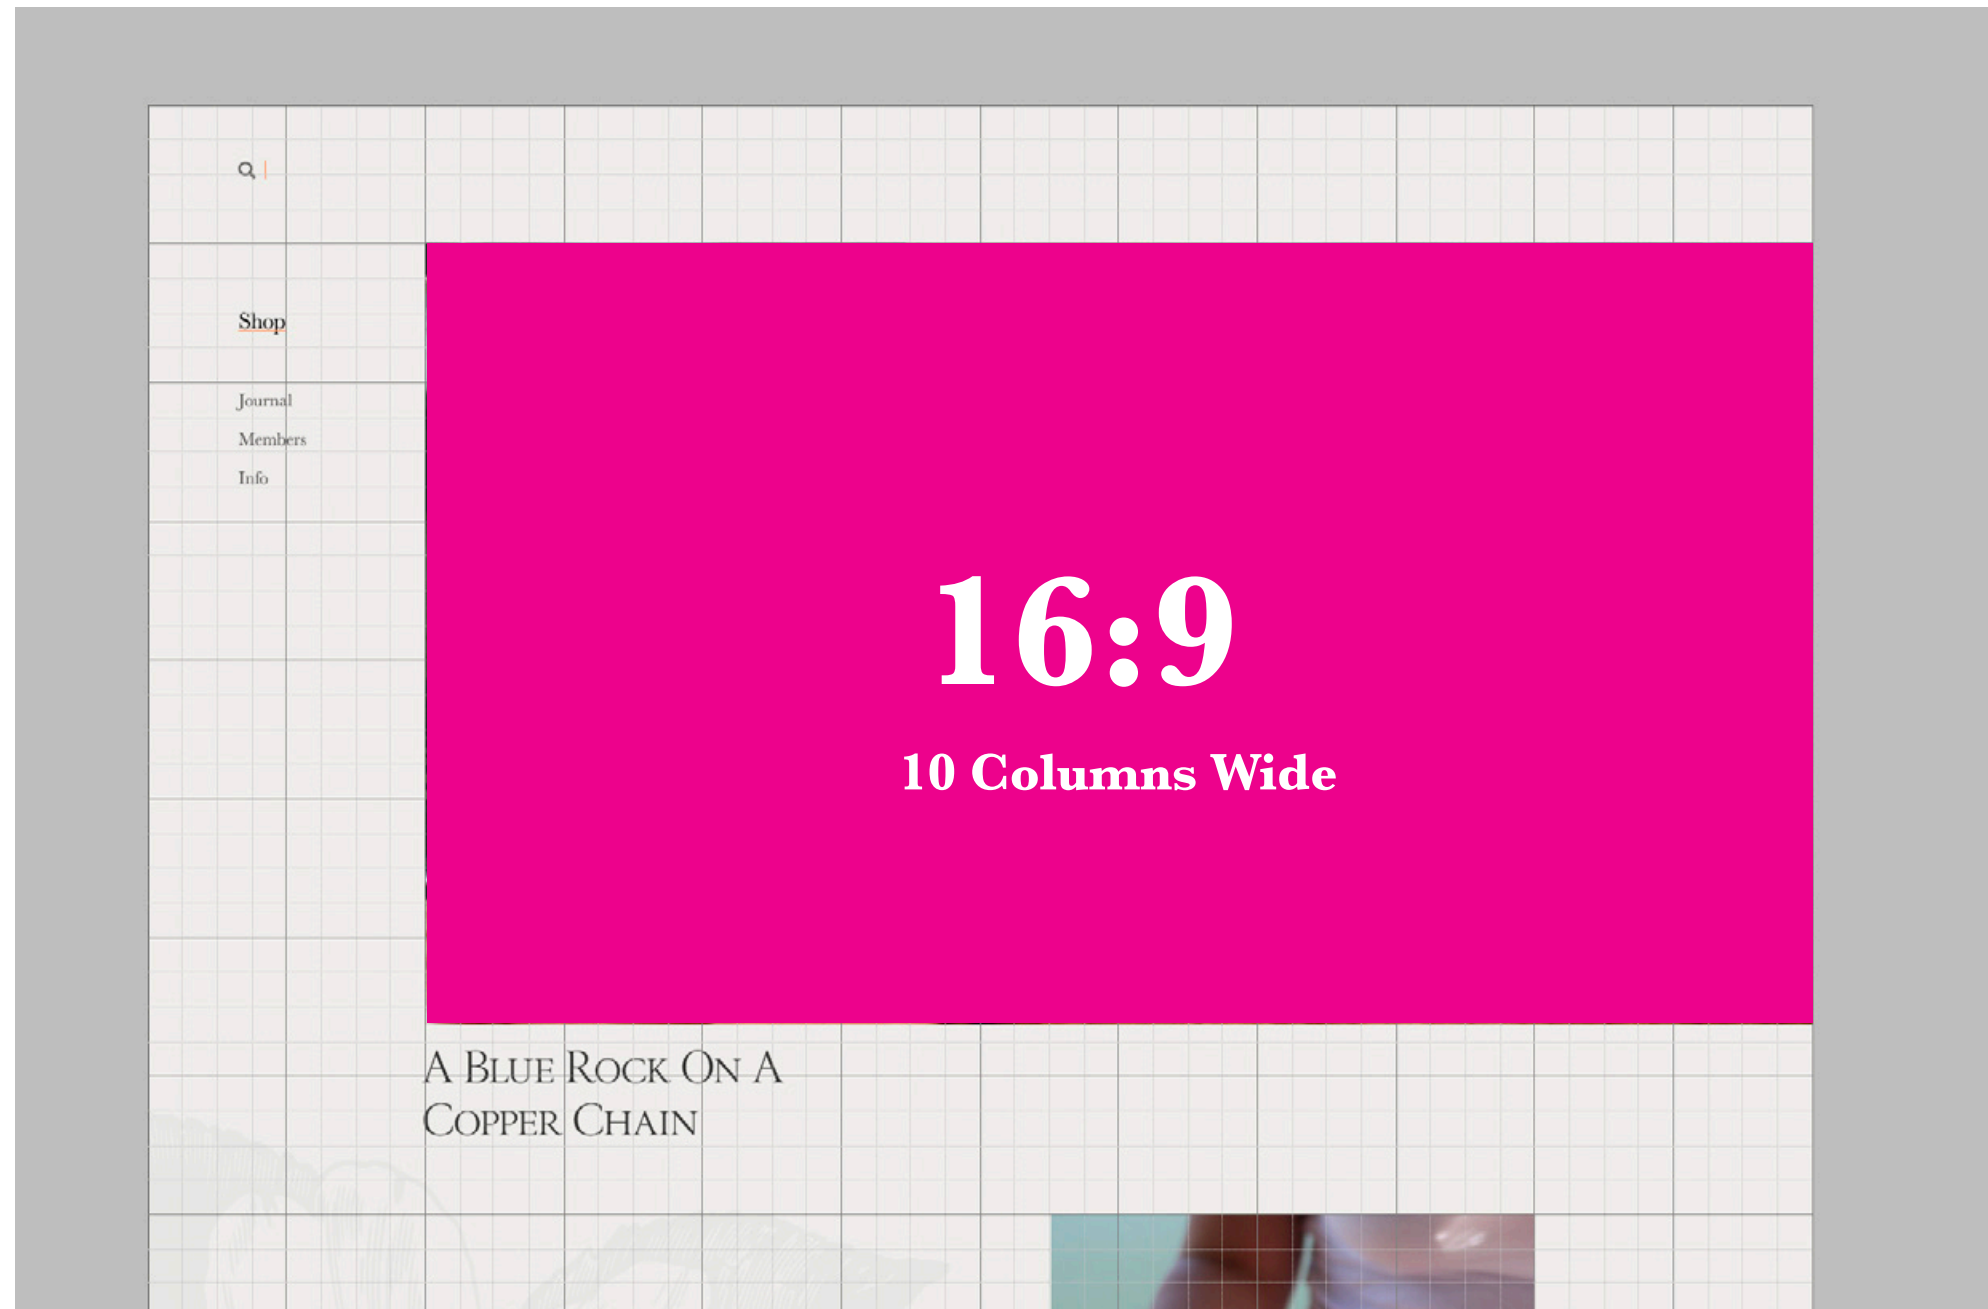 Shop
Journal
Members
Info
16:9
10 Columns Wide
A Blue Rock On A
Copper Chain